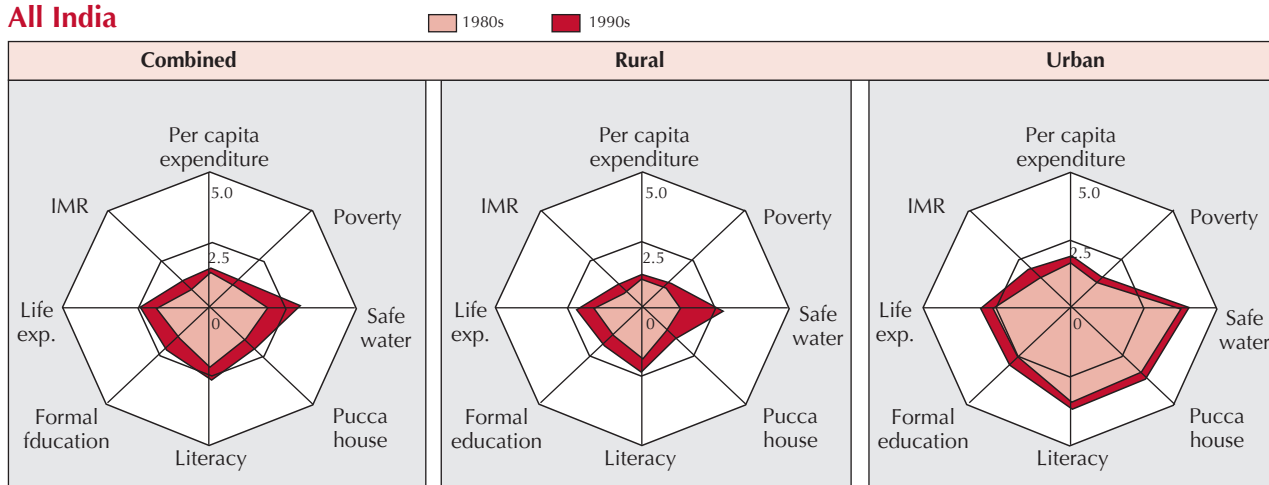 All India
1980s
1990s
Combined
Rural
Urban
Per capita
expenditure
5.0
IMR
Poverty
2.5
Life
exp.
0
Safe
water
Formal
fducation
Pucca
house
Literacy
Per capita
expenditure
5.0
IMR
Poverty
2.5
Life
exp.
0
Safe
water
Formal
education
Pucca
house
Literacy
Per capita
expenditure
5.0
IMR
Poverty
2.5
Life
exp.
0
Safe
water
Formal
education
Pucca
house
Literacy